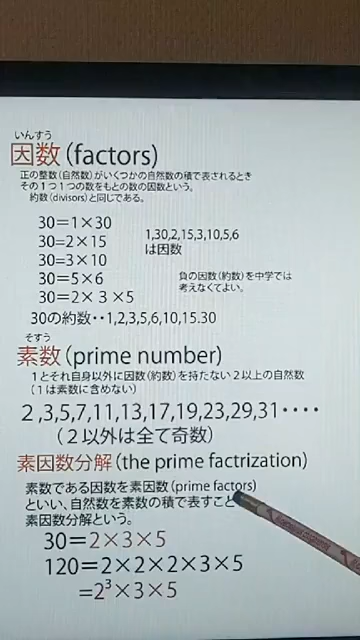 いんすう
因数(factors)
正の整数(自然数)がいくつかの自然数の積で表されるとき
その1つ1つの数をもとの数の因数という。
約数(divisors)と同じである。
30=1×30
30=2×15
30=3×10
30=5×6
30=2×3×5
1,30,2,15,3,10,5,6
は因数
負の因数(約数)を中学では
考えなくてよい。
30の約数・・1,2,3,5,6,10,15.30
そすう
素数(prime number)
1とそれ自身以外に因数(約数)を持たない2以上の自然数
(1は素数に含めない)
2,3,5,7,11,13,17,19,23,29,31・・・・
(2以外は全て奇数)
素因数分解(the prime factrization)
素数である因数を素因数(prime factors)
といい、自然数を素数の積で表すこと
素因数分解という。
30=2×3×5
120=2×2×2×3×5
=2³×3×5